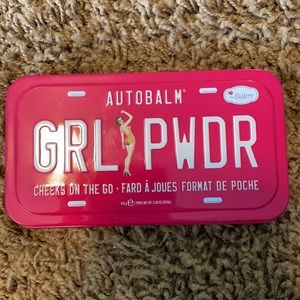 AUTOBALM®
theBalm®
GRL PWDR
CHEEKS ON THE GO · FARD À JOUES FORMAT DE POCHE